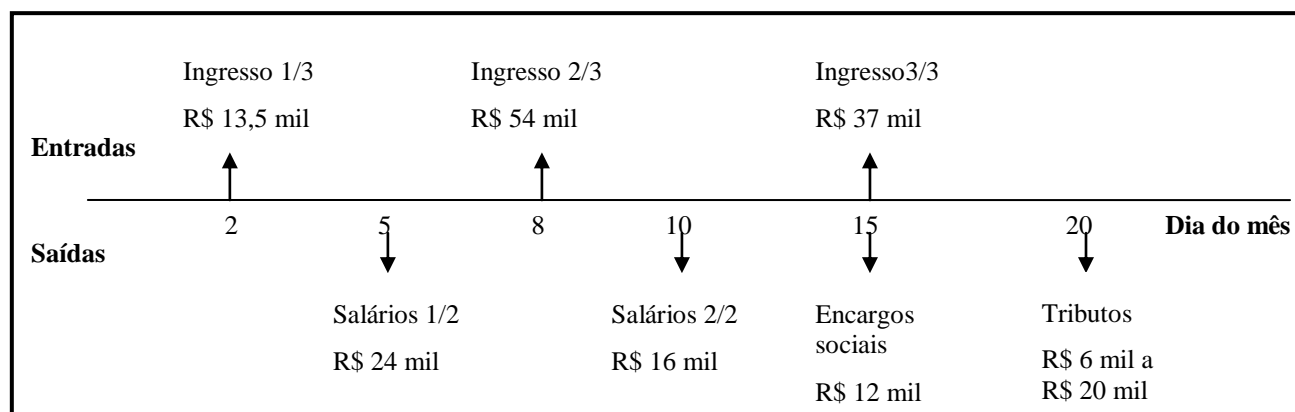 Ingresso 1/3 Ingresso 2/3 Ingresso3/3
R$ 13,5 mil R$ 54 mil R$ 37 mil
Entradas
2 5 8 10 15 20 Dia do mês
Saídas
Salários 1/2 Salários 2/2 Encargos Tributos
sociais
R$ 24 mil R$ 16 mil R$ 6 mil a
R$ 12 mil R$ 20 mil